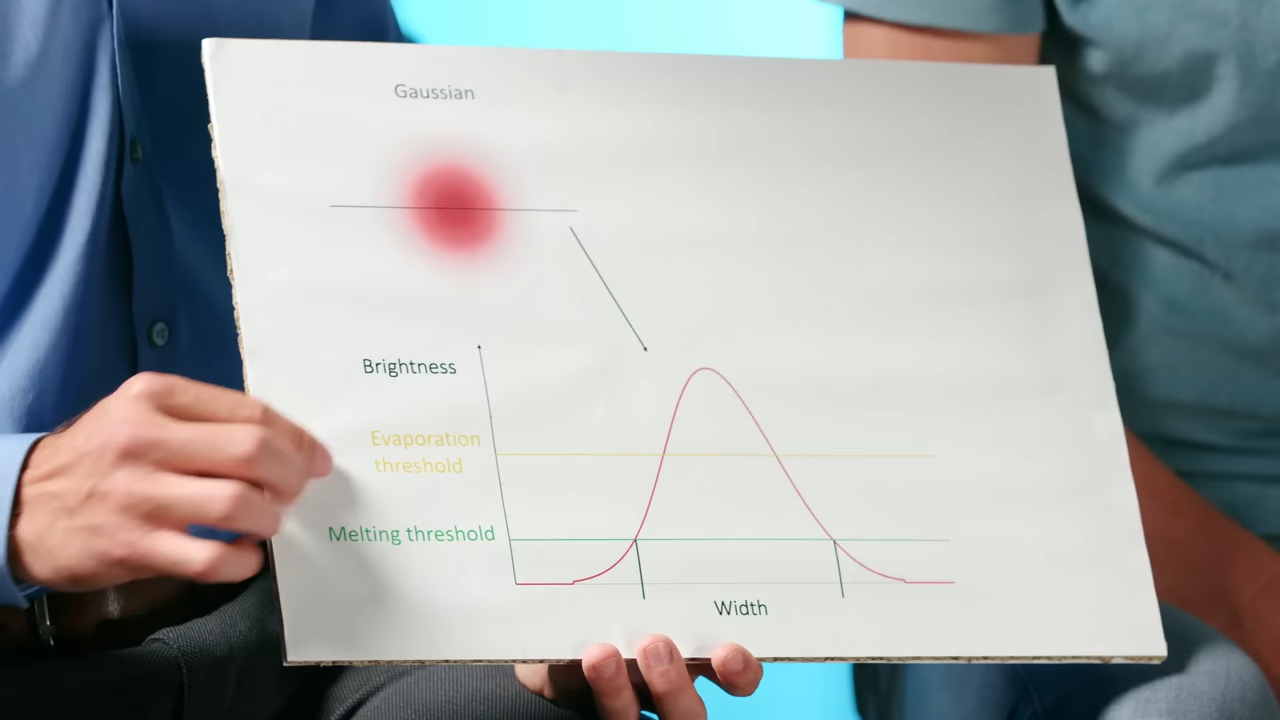 Gaussian
Brightness
Evaporation
threshold
Melting threshold
Width